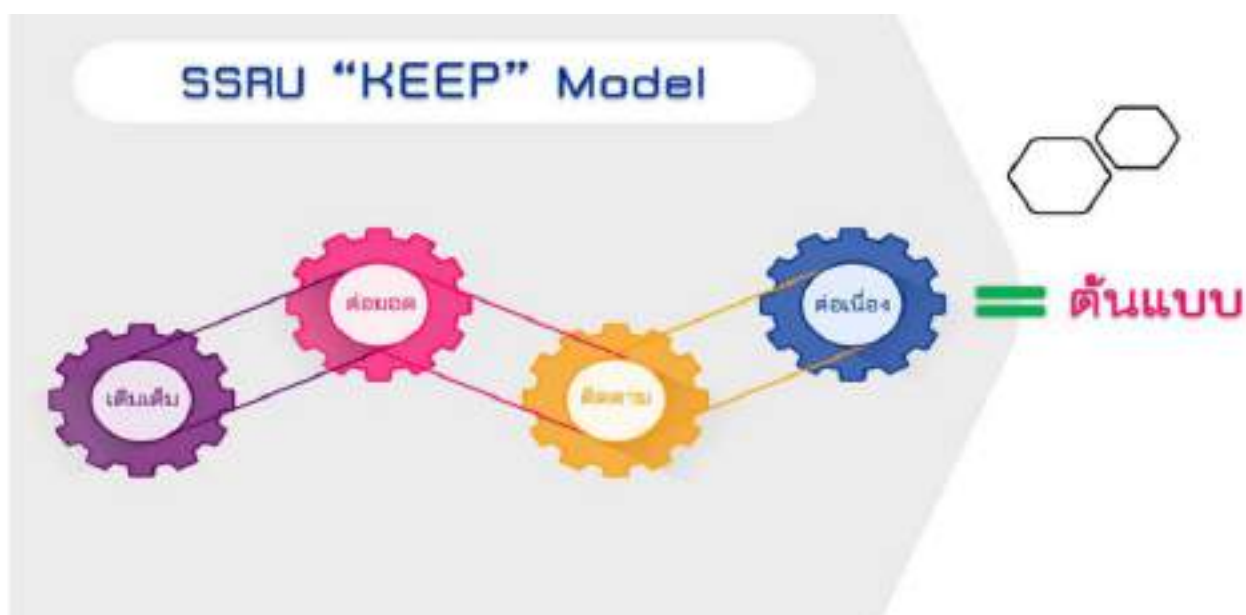 SSRU “KEEP” Model
เติมเต็ม
ต่อยอด
ติดตาม
ต่อเนื่อง
ต้นแบบ